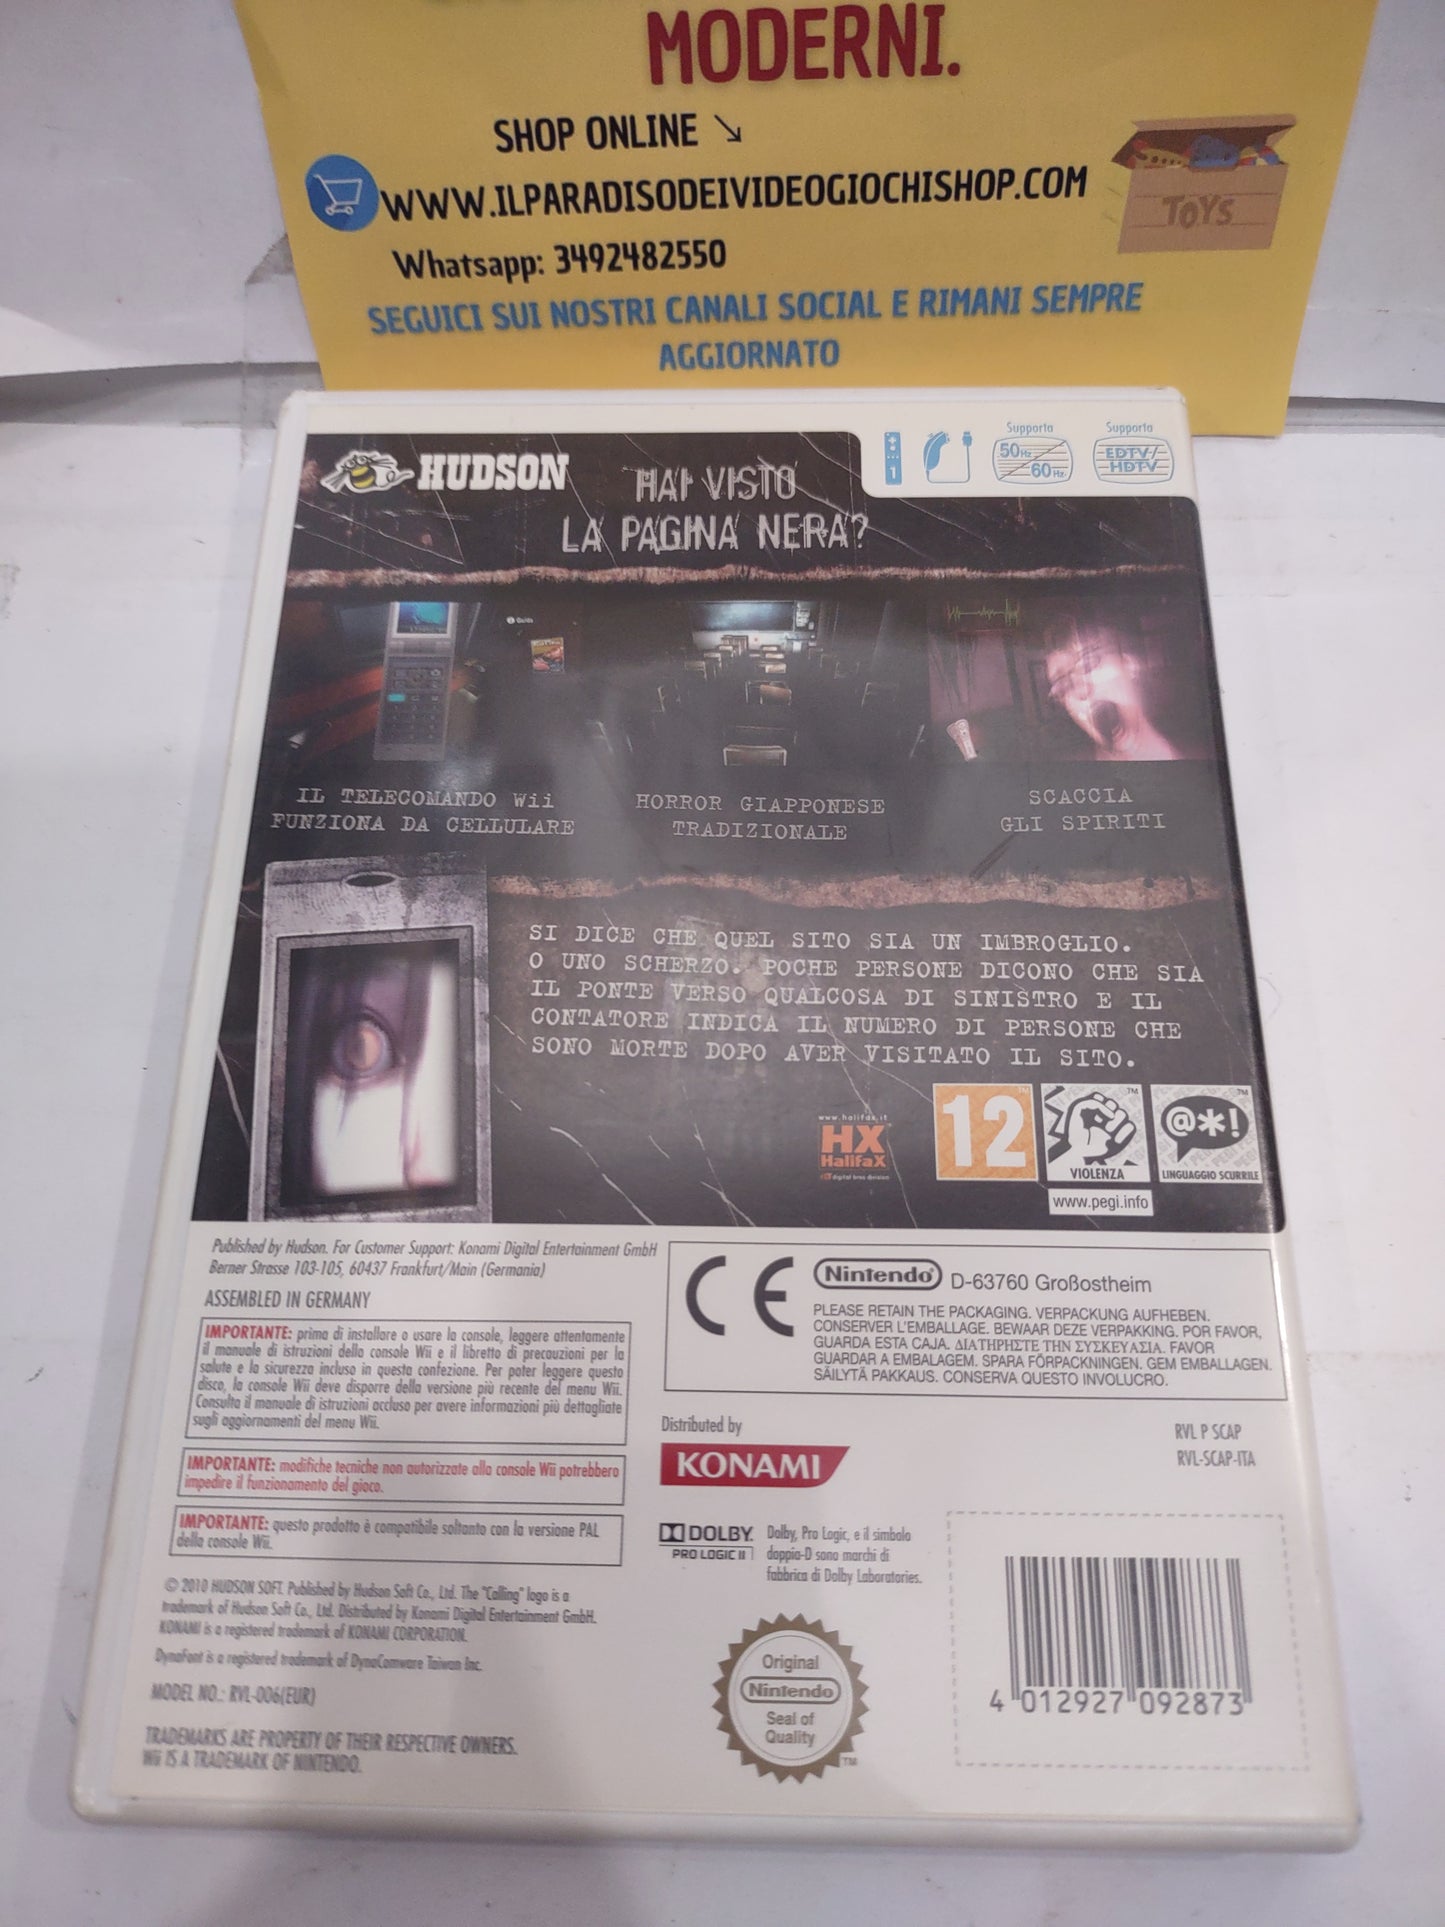 MODERNI.
SHOP ONLINE ↘
WWW.ILPARADISODEIVIDEOGIOCHISHOP.COM
TOYS
Whatsapp: 3492482550
SEGUICI SUI NOSTRI CANALI SOCIAL E RIMANI SEMPRE
AGGIORNATO
HUDSON
HAI VISTO
LA PAGINA NERA?
1
Supporta
50Hz
60Hz
Supporta
EDTV/
HDTV
Guida
IL TELECOMANDO Wii
FUNZIONA DA CELLULARE
HORROR GIAPPONESE
TRADIZIONALE
SCACCIA
GLI SPIRITI
SI DICE CHE QUEL SITO SIA UN IMBROGLIO.
O UNO SCHERZO. POCHE PERSONE DICONO CHE SIA
IL PONTE VERSO QUALCOSA DI SINISTRO E IL
CONTATORE INDICA IL NUMERO DI PERSONE CHE
SONO MORTE DOPO AVER VISITATO IL SITO.
www.halifax.it
HX
HalifaX
digital bros division
12
VIOLENZA
www.pegi.info
@*!
LINGUAGGIO SCURRILE
Published by Hudson. For Customer Support: Konami Digital Entertainment GmbH
Berner Strasse 103-105, 60437 Frankfurt/Main (Germania)
ASSEMBLED IN GERMANY
IMPORTANTE: prima di installare o usare la console, leggere attentamente
il manuale di istruzioni della console Wii e il libretto di precauzioni per la
salute e la sicurezza incluso in questa confezione. Per poter leggere questo
disco, la console Wii deve disporre della versione più recente del menu Wii.
Consulta il manuale di istruzioni accluso per avere informazioni più dettagliate
sugli aggiornamenti del menu Wii.
IMPORTANTE: modifiche tecniche non autorizzate alla console Wii potrebbero
impedire il funzionamento del gioco.
IMPORTANTE: questo prodotto è compatibile soltanto con la versione PAL
della console Wii.
© 2010 HUDSON SOFT. Published by Hudson Soft Co., Ltd. The "Calling" logo is a
trademark of Hudson Soft Co., Ltd. Distributed by Konami Digital Entertainment GmbH.
KONAMI is a registered trademark of KONAMI CORPORATION.
DynaFont is a registered trademark of DynaComware Taiwan Inc.
MODEL NO.: RVL-006(EUR)
TRADEMARKS ARE PROPERTY OF THEIR RESPECTIVE OWNERS.
Wii IS A TRADEMARK OF NINTENDO.
CE
Nintendo D-63760 Großostheim
PLEASE RETAIN THE PACKAGING. VERPACKUNG AUFHEBEN.
CONSERVER L'EMBALLAGE. BEWAAR DEZE VERPAKKING. POR FAVOR,
GUARDA ESTA CAJA. ΔΙΑΤΗΡΗΣΤΕ ΤΗΝ ΣΥΣΚΕΥΑΣΙΑ. FAVOR
GUARDAR A EMBALAGEM. SPARA FÖRPACKNINGEN. GEM EMBALLAGEN.
SÄILYTÄ PAKKAUS. CONSERVA QUESTO INVOLUCRO.
Distributed by
KONAMI
RVL P SCAP
RVL-SCAP-ITA
DOLBY
PRO LOGIC II
Dolby, Pro Logic, e il simbolo
doppia-D sono marchi di
fabbrica di Dolby Laboratories.
Original
Nintendo
Seal of
Quality
TM
4 012927 092873